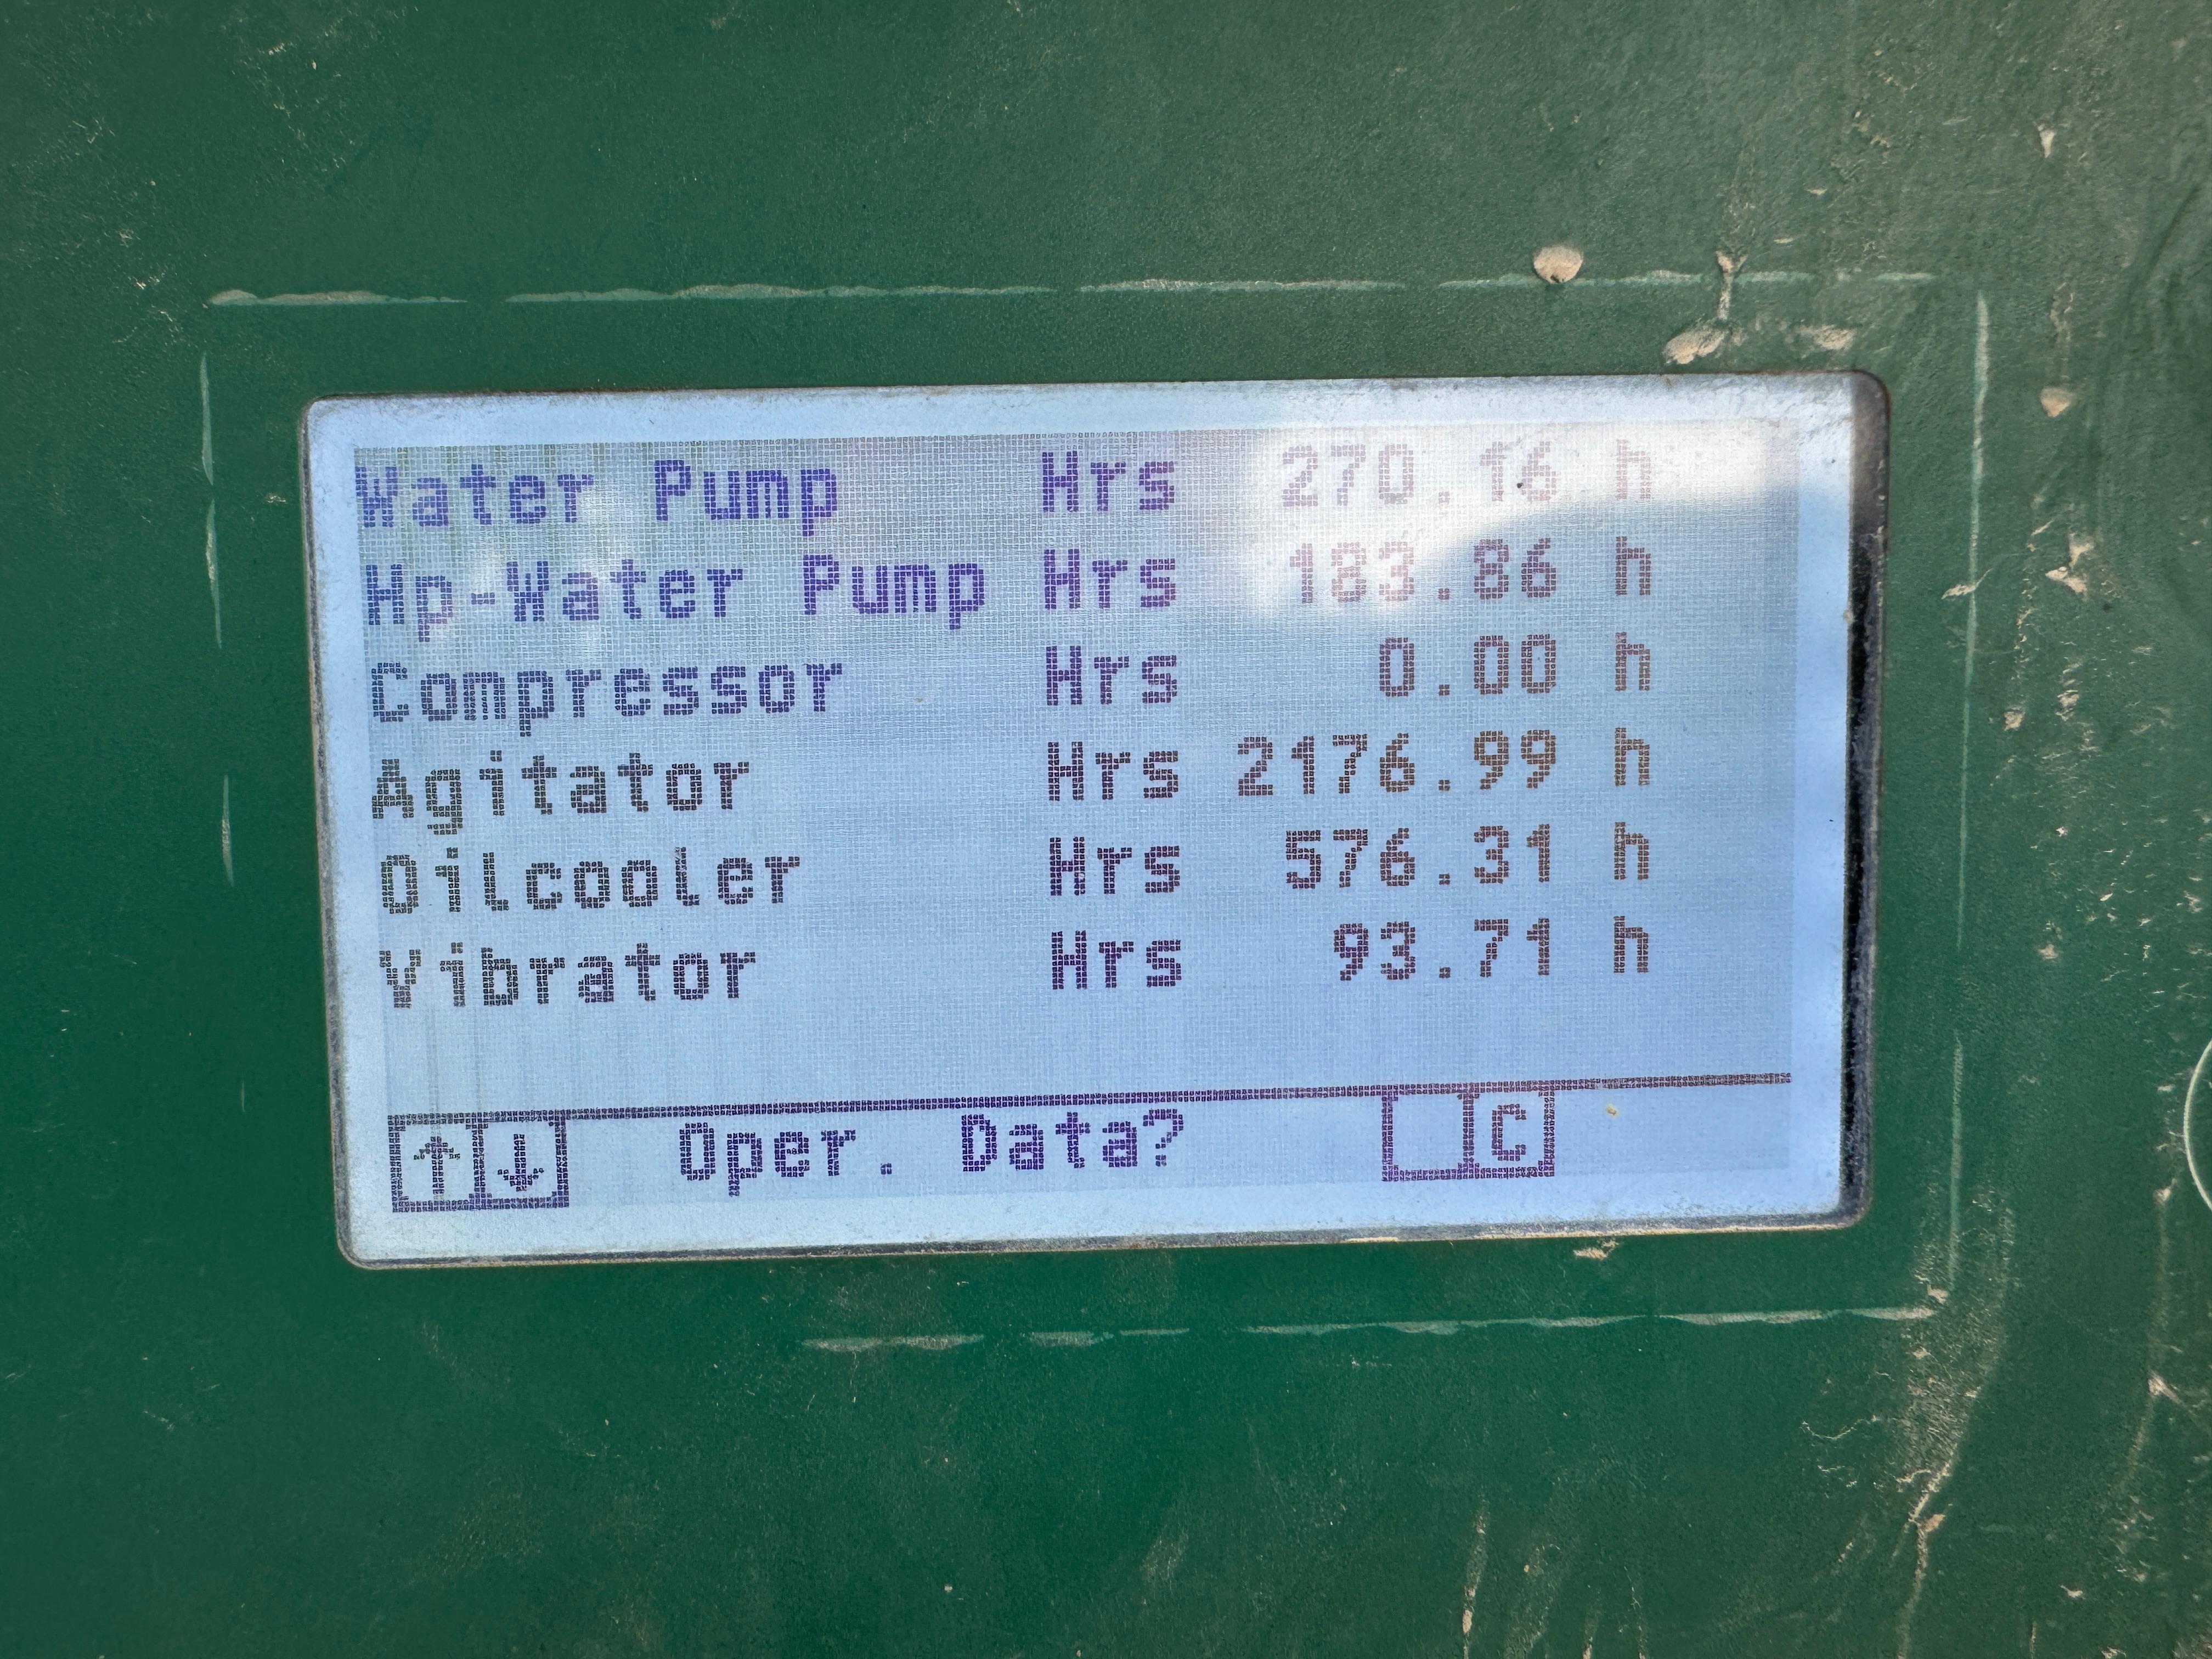 Water Pump Hrs 270.16 h
Hp-Water Pump Hrs 183.86 h
Compressor Hrs 0.00 h
Agitator Hrs 2176.99 h
Oilcooler Hrs 576.31 h
Vibrator Hrs 93.71 h
↑ ↓ Oper. Data? C